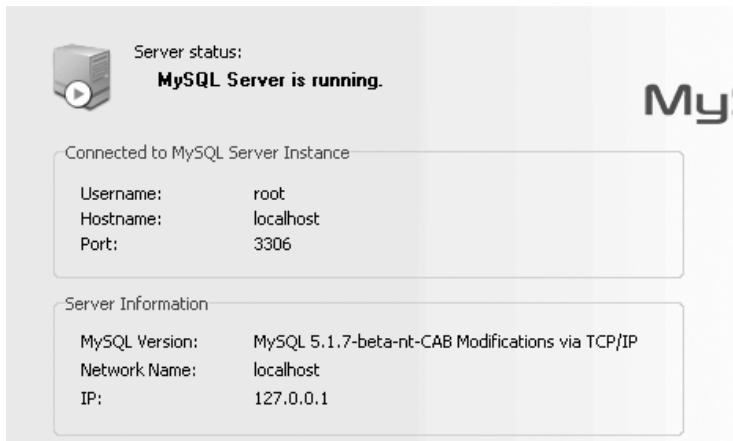 Server status:
MySQL Server is running.
Connected to MySQL Server Instance
Username: root
Hostname: localhost
Port: 3306
Server Information
MySQL Version: MySQL 5.1.7-beta-nt-CAB Modifications via TCP/IP
Network Name: localhost
IP: 127.0.0.1